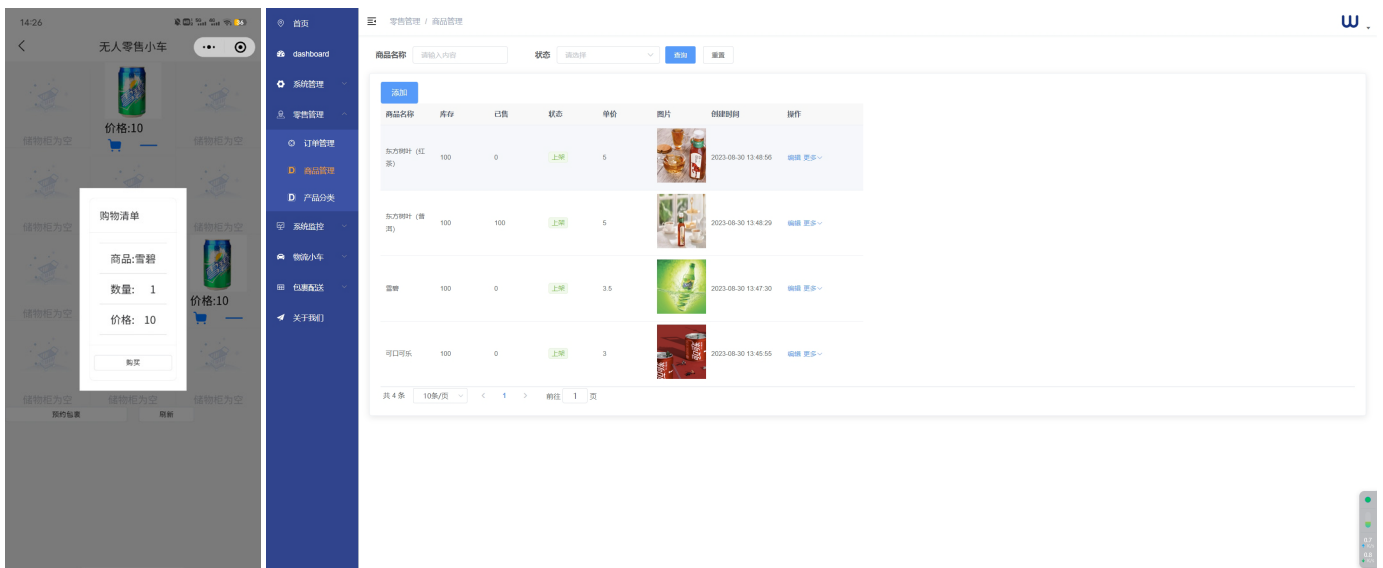 14:26
无人零售小车
价格:10
储物柜为空
储物柜为空
储物柜为空
储物柜为空
购物清单
商品:雪碧
数量: 1
价格: 10
购买
储物柜为空
价格:10
储物柜为空
储物柜为空
储物柜为空
预约包裹
刷新
首页
dashboard
系统管理
零售管理
订单管理
商品管理
产品分类
系统监控
物流小车
包裹配送
关于我们
零售管理 / 商品管理
商品名称 请输入内容 状态 请选择 查询 重置
添加
商品名称 库存 已售 状态 单价 图片 创建时间 操作
东方树叶（红茶） 100 0 上架 5 2023-08-30 13:48:56 编辑 更多
东方树叶（普洱） 100 100 上架 5 2023-08-30 13:48:29 编辑 更多
雪碧 100 0 上架 3.5 2023-08-30 13:47:30 编辑 更多
可口可乐 100 0 上架 3 2023-08-30 13:45:55 编辑 更多
共 4 条 10条/页 1 前往 1 页
0.7
0.8